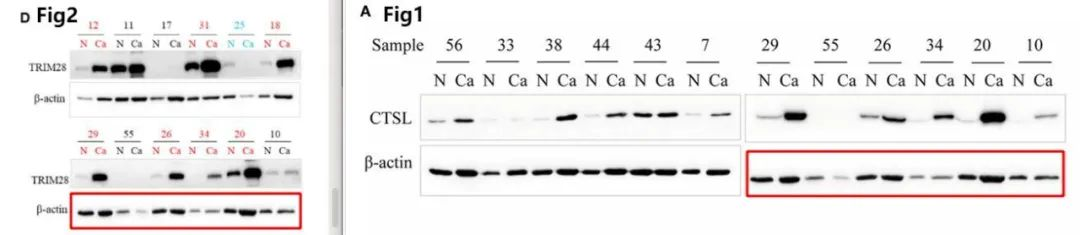 D Fig2
12 11 17 31 25 18
N Ca N Ca N Ca N Ca N Ca N Ca
TRIM28
β-actin
29 55 26 34 20 10
N Ca N Ca N Ca N Ca N Ca N Ca
TRIM28
β-actin
A Fig1
Sample 56 33 38 44 43 7 29 55 26 34 20 10
N Ca N Ca N Ca N Ca N Ca N Ca N Ca N Ca N Ca N Ca N Ca N Ca
CTSL
β-actin